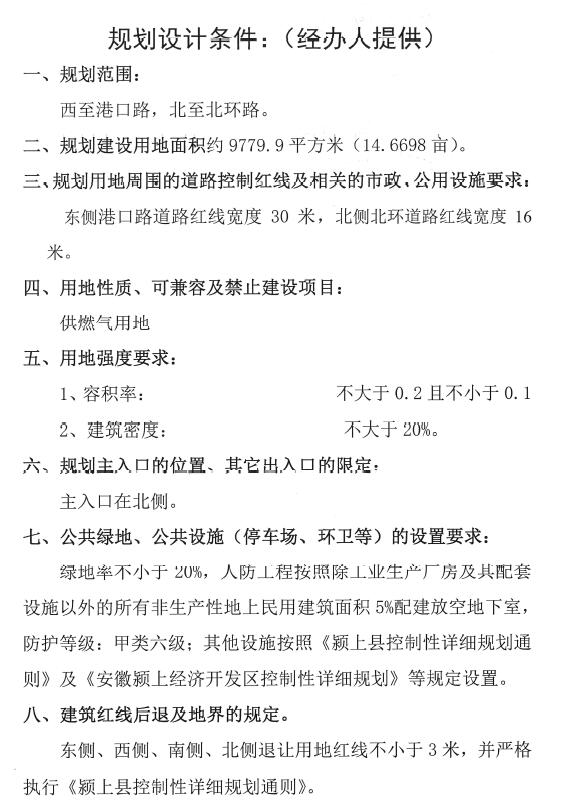 规划设计条件：（经办人提供）
一、规划范围：
西至港口路，北至北环路。
二、规划建设用地面积约 9779.9 平方米（14.6698 亩）。
三、规划用地周围的道路控制红线及相关的市政、公用设施要求：
东侧港口路道路红线宽度 30 米，北侧北环道路红线宽度 16
米。
四、用地性质、可兼容及禁止建设项目：
供燃气用地
五、用地强度要求：
1、容积率： 不大于 0.2 且不小于 0.1
2、建筑密度： 不大于 20%。
六、规划主入口的位置、其它出入口的限定：
主入口在北侧。
七、公共绿地、公共设施（停车场、环卫等）的设置要求：
绿地率不小于 20%，人防工程按照除工业生产厂房及其配套
设施以外的所有非生产性地上民用建筑面积 5%配建放空地下室，
防护等级：甲类六级；其他设施按照《颍上县控制性详细规划通
则》及《安徽颍上经济开发区控制性详细规划》等规定设置。
八、建筑红线后退及地界的规定。
东侧、西侧、南侧、北侧退让用地红线不小于 3 米，并严格
执行《颍上县控制性详细规划通则》。